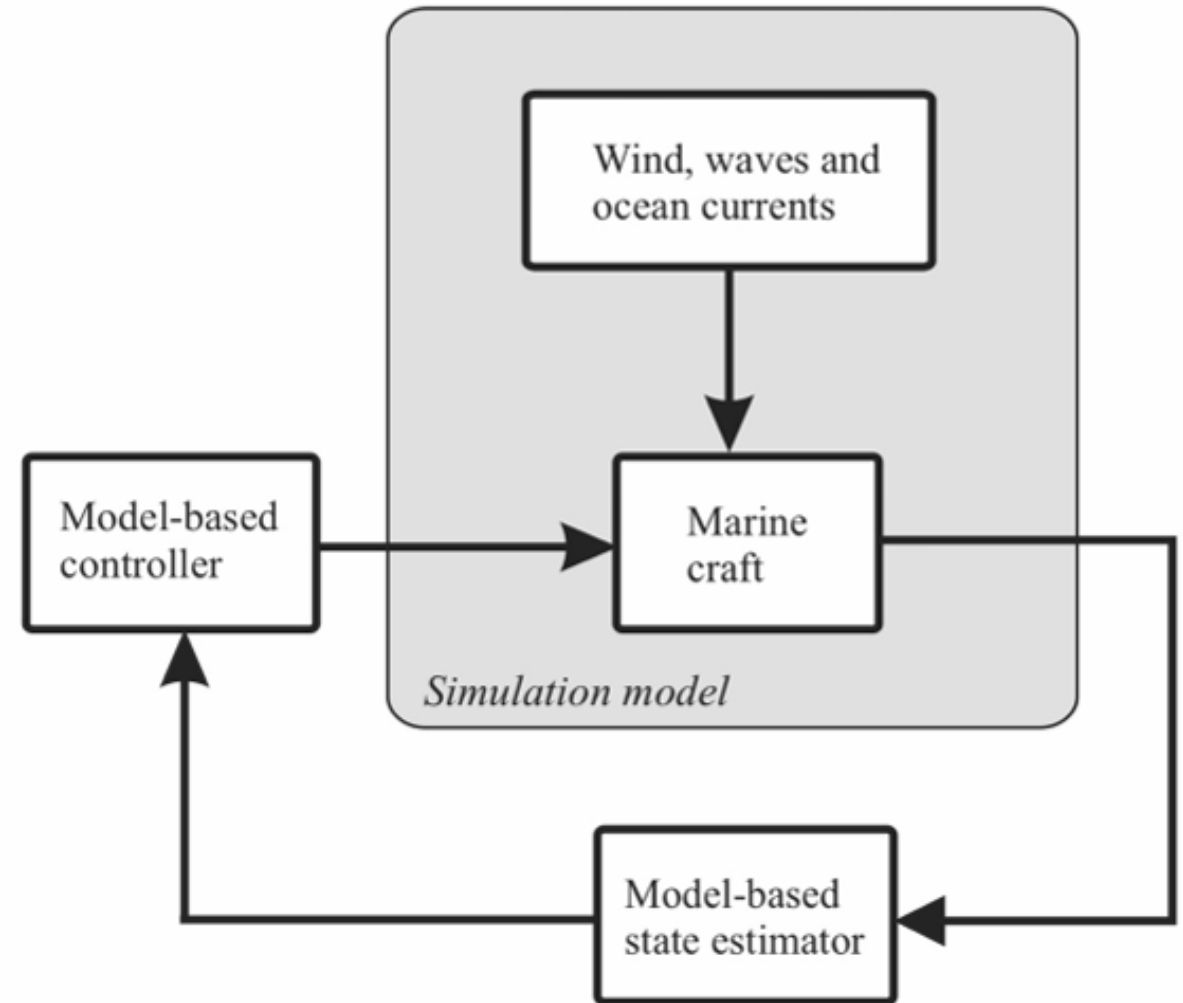 Wind, waves and
ocean currents
Model-based
controller
Marine
craft
Simulation model
Model-based
state estimator